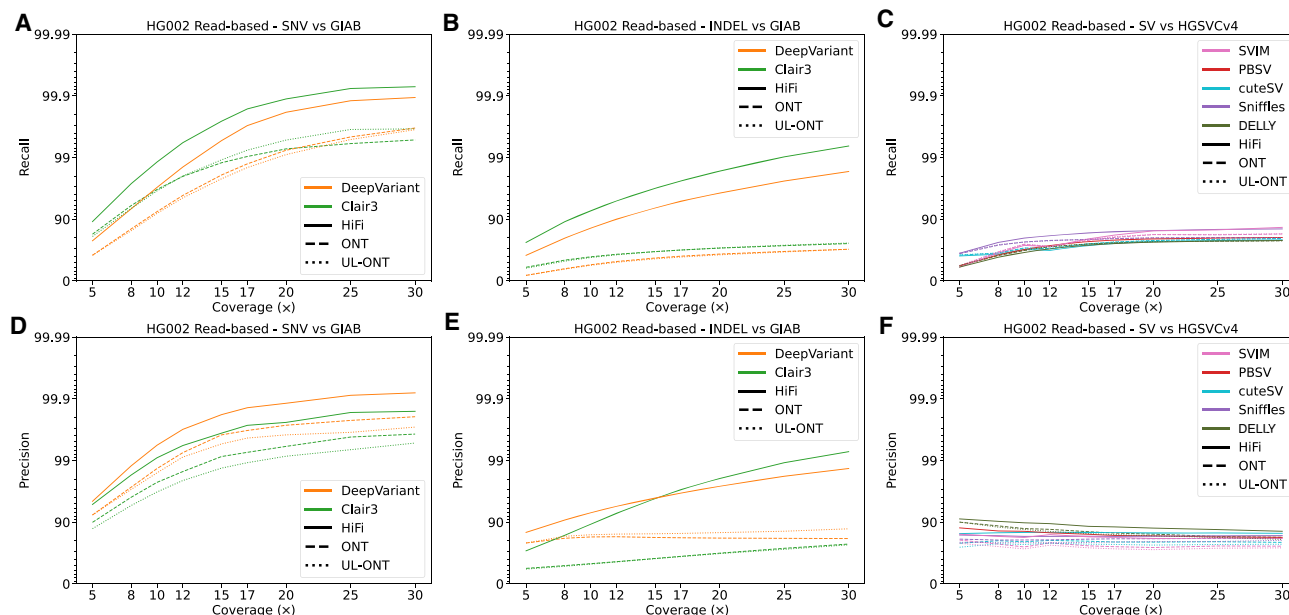 A
HG002 Read-based - SNV vs GIAB
99.99
99.9
99
90
0
Recall
5 8 10 12 15 17 20 25 30
Coverage (×)
DeepVariant
Clair3
HiFi
ONT
UL-ONT
B
HG002 Read-based - INDEL vs GIAB
99.99
99.9
99
90
0
Recall
5 8 10 12 15 17 20 25 30
Coverage (×)
DeepVariant
Clair3
HiFi
ONT
UL-ONT
C
HG002 Read-based - SV vs HGSVCv4
99.99
99.9
99
90
0
Recall
5 8 10 12 15 17 20 25 30
Coverage (×)
SVIM
PBSV
cuteSV
Sniffles
DELLY
HiFi
ONT
UL-ONT
D
HG002 Read-based - SNV vs GIAB
99.99
99.9
99
90
0
Precision
5 8 10 12 15 17 20 25 30
Coverage (×)
DeepVariant
Clair3
HiFi
ONT
UL-ONT
E
HG002 Read-based - INDEL vs GIAB
99.99
99.9
99
90
0
Precision
5 8 10 12 15 17 20 25 30
Coverage (×)
DeepVariant
Clair3
HiFi
ONT
UL-ONT
F
HG002 Read-based - SV vs HGSVCv4
99.99
99.9
99
90
0
Precision
5 8 10 12 15 17 20 25 30
Coverage (×)
SVIM
PBSV
cuteSV
Sniffles
DELLY
HiFi
ONT
UL-ONT